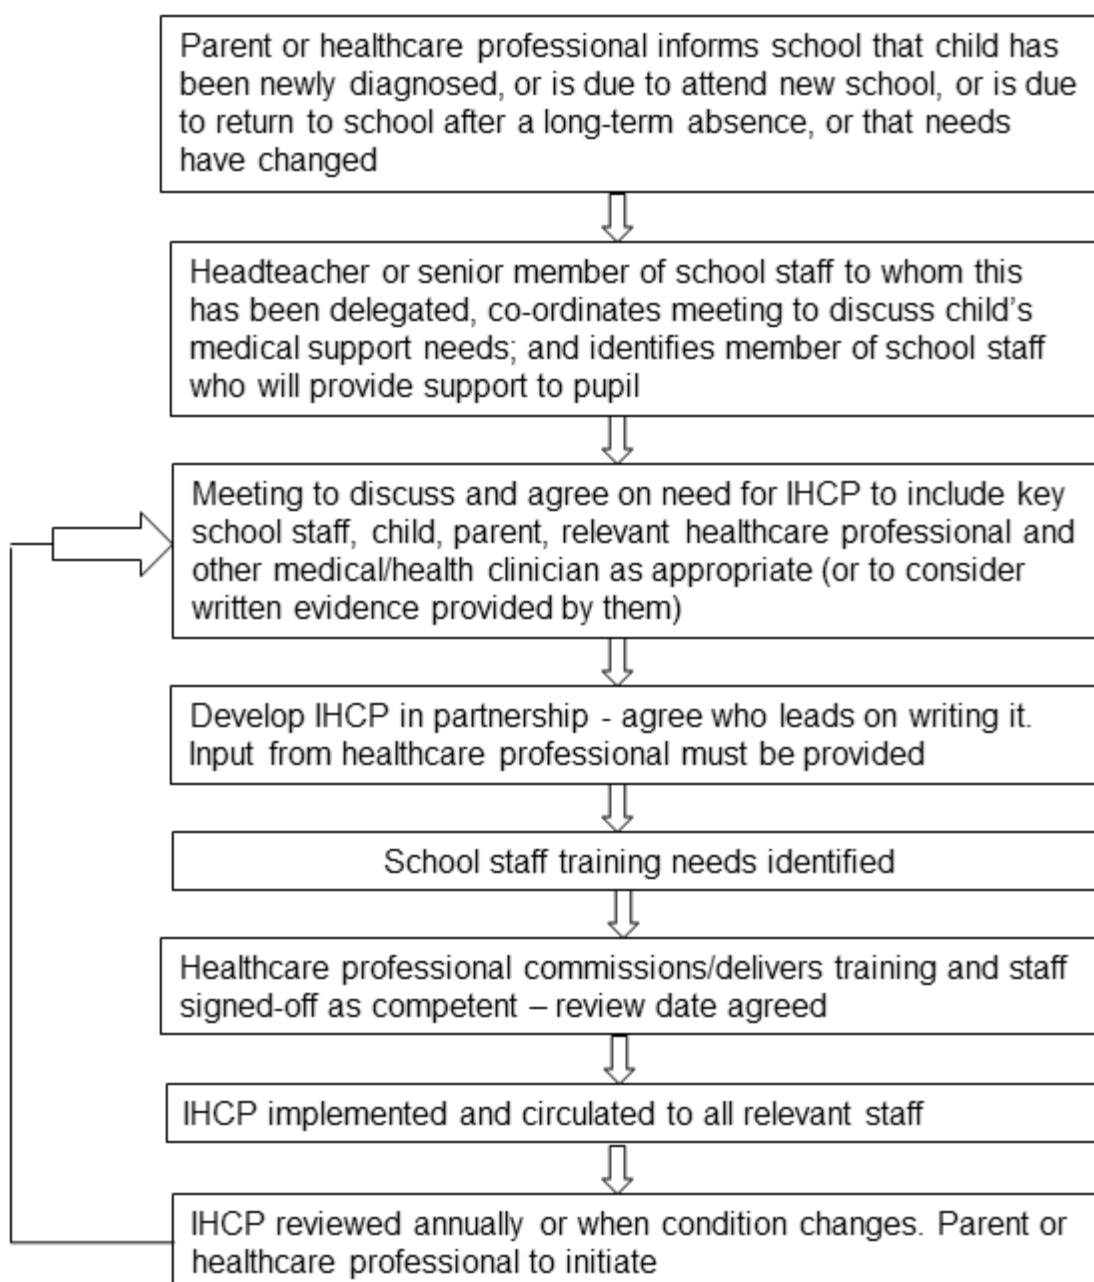 Parent or healthcare professional informs school that child has
been newly diagnosed, or is due to attend new school, or is due
to return to school after a long-term absence, or that needs
have changed
Headteacher or senior member of school staff to whom this
has been delegated, co-ordinates meeting to discuss child's
medical support needs; and identifies member of school staff
who will provide support to pupil
Meeting to discuss and agree on need for IHCP to include key
school staff, child, parent, relevant healthcare professional and
other medical/health clinician as appropriate (or to consider
written evidence provided by them)
Develop IHCP in partnership - agree who leads on writing it.
Input from healthcare professional must be provided
School staff training needs identified
Healthcare professional commissions/delivers training and staff
signed-off as competent – review date agreed
IHCP implemented and circulated to all relevant staff
IHCP reviewed annually or when condition changes. Parent or
healthcare professional to initiate